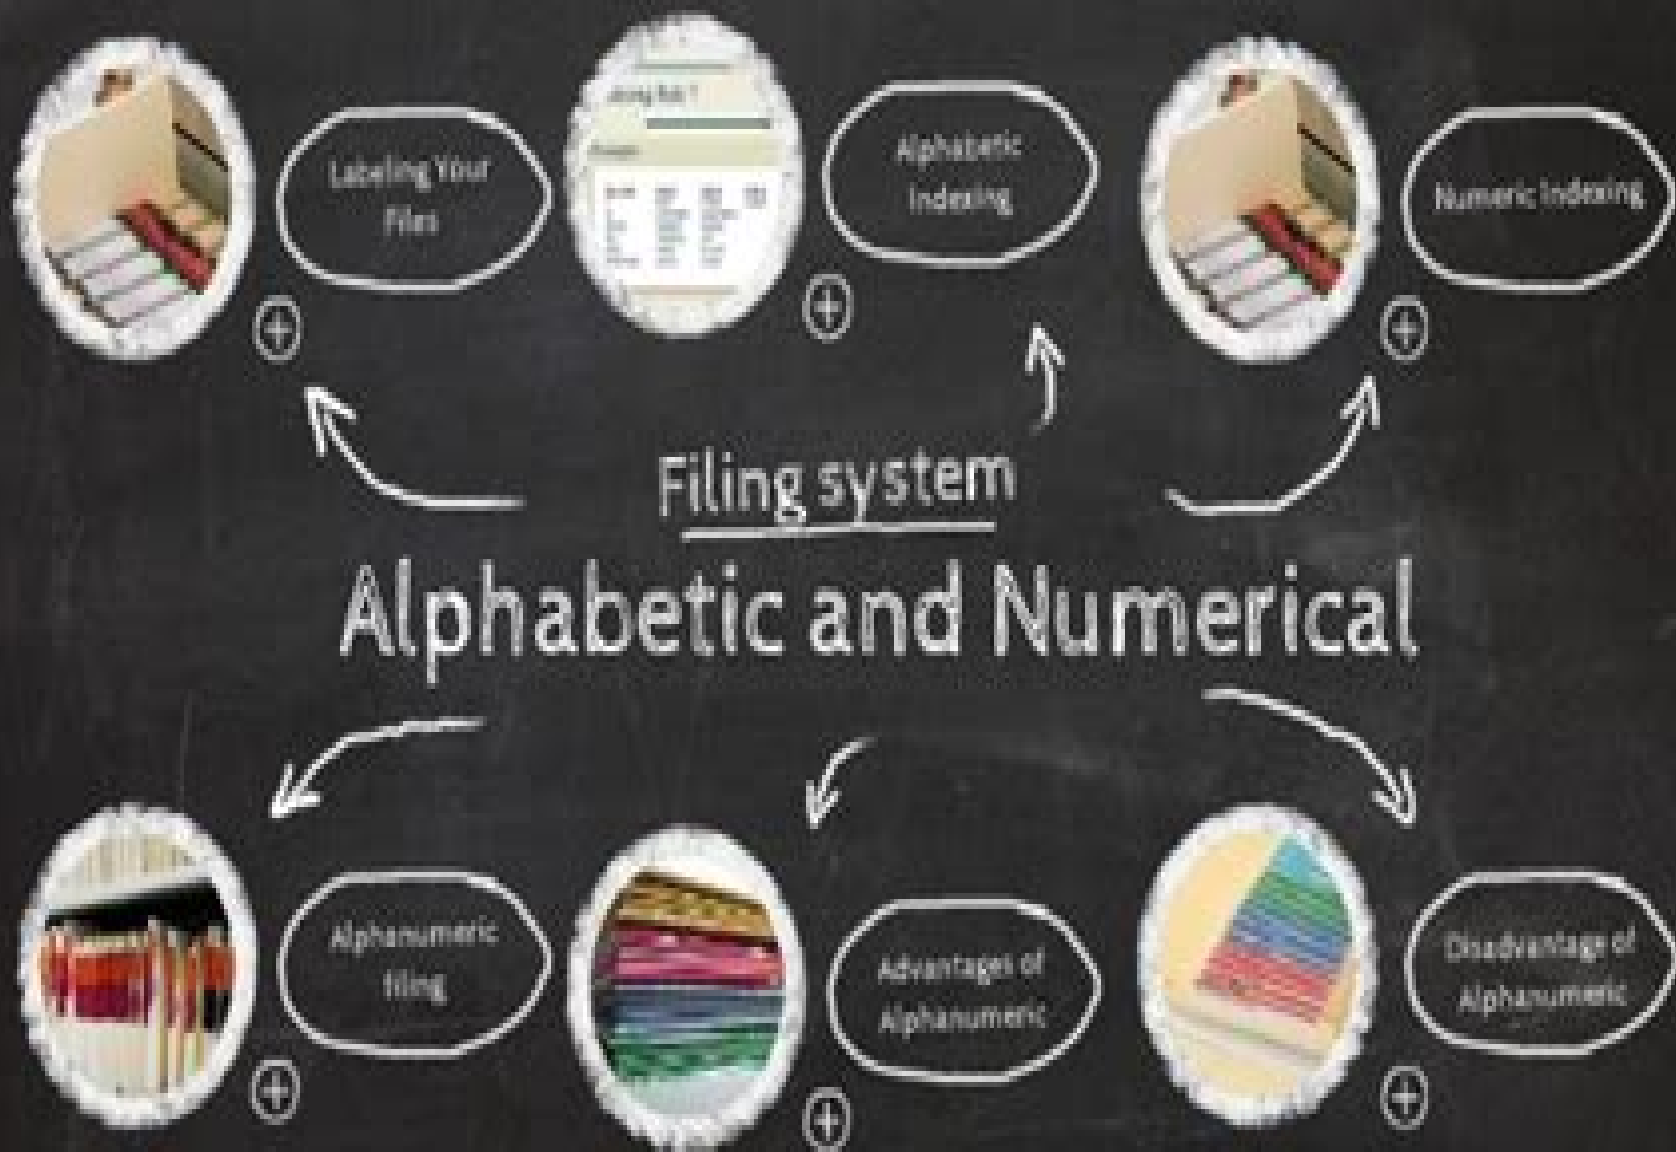 Labeling Your
Files
Alphabetic
Indexing
Numeric Indexing
Filing system
Alphabetic and Numerical
Alphanumeric
filing
Advantages of
Alphanumeric
Disadvantage of
Alphanumeric